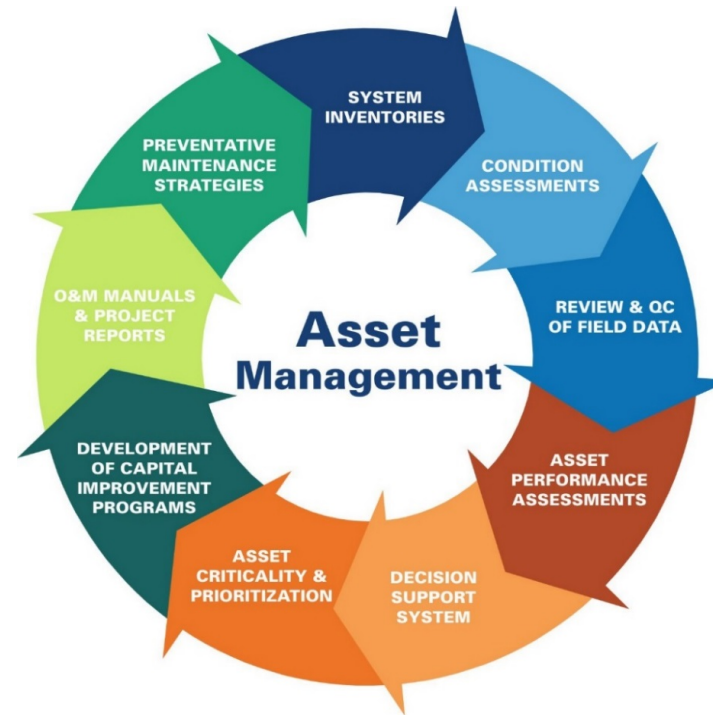 Asset
Management
SYSTEM
INVENTORIES
CONDITION
ASSESSMENTS
REVIEW & QC
OF FIELD DATA
ASSET
PERFORMANCE
ASSESSMENTS
DECISION
SUPPORT
SYSTEM
ASSET
CRITICALITY &
PRIORITIZATION
DEVELOPMENT
OF CAPITAL
IMPROVEMENT
PROGRAMS
O&M MANUALS
& PROJECT
REPORTS
PREVENTATIVE
MAINTENANCE
STRATEGIES